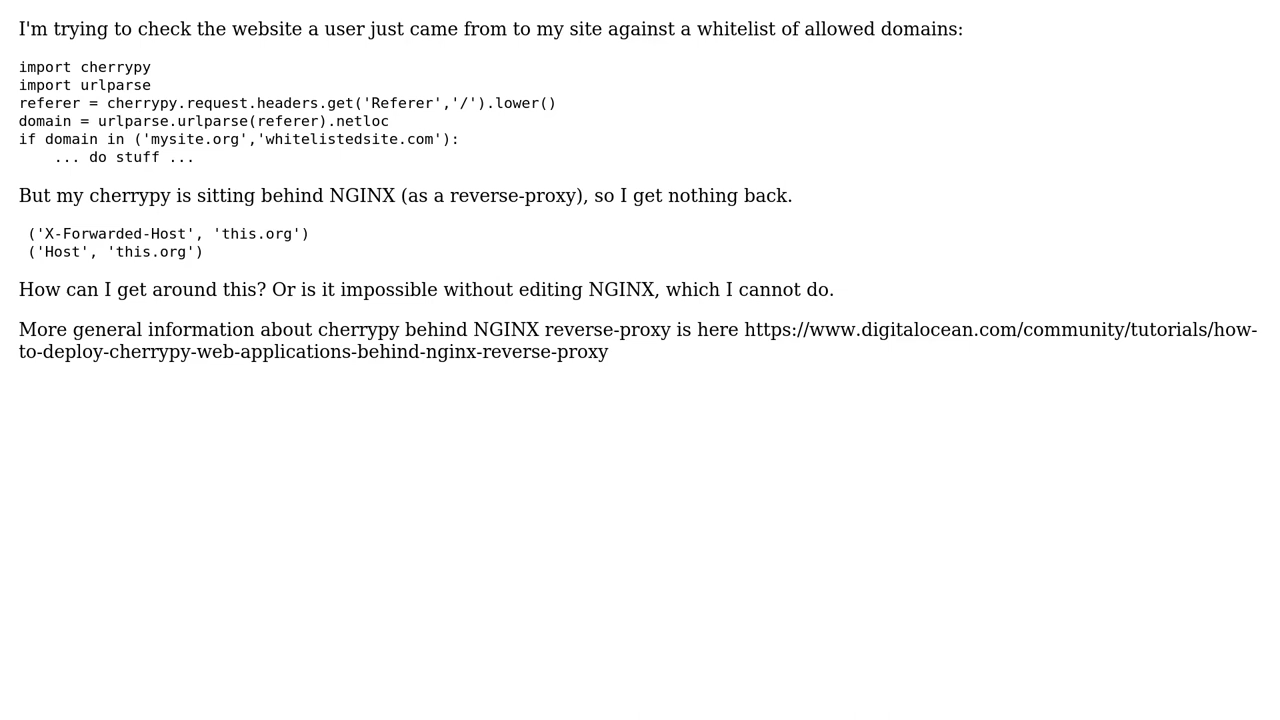 I'm trying to check the website a user just came from to my site against a whitelist of allowed domains:
import cherrypy
import urlparse
referer = cherrypy.request.headers.get('Referer','/').lower()
domain = urlparse.urlparse(referer).netloc
if domain in ('mysite.org','whitelistedsite.com'):
    ... do stuff ...
But my cherrypy is sitting behind NGINX (as a reverse-proxy), so I get nothing back.
 ('X-Forwarded-Host', 'this.org')
 ('Host', 'this.org')
How can I get around this? Or is it impossible without editing NGINX, which I cannot do.
More general information about cherrypy behind NGINX reverse-proxy is here https://www.digitalocean.com/community/tutorials/how-
to-deploy-cherrypy-web-applications-behind-nginx-reverse-proxy